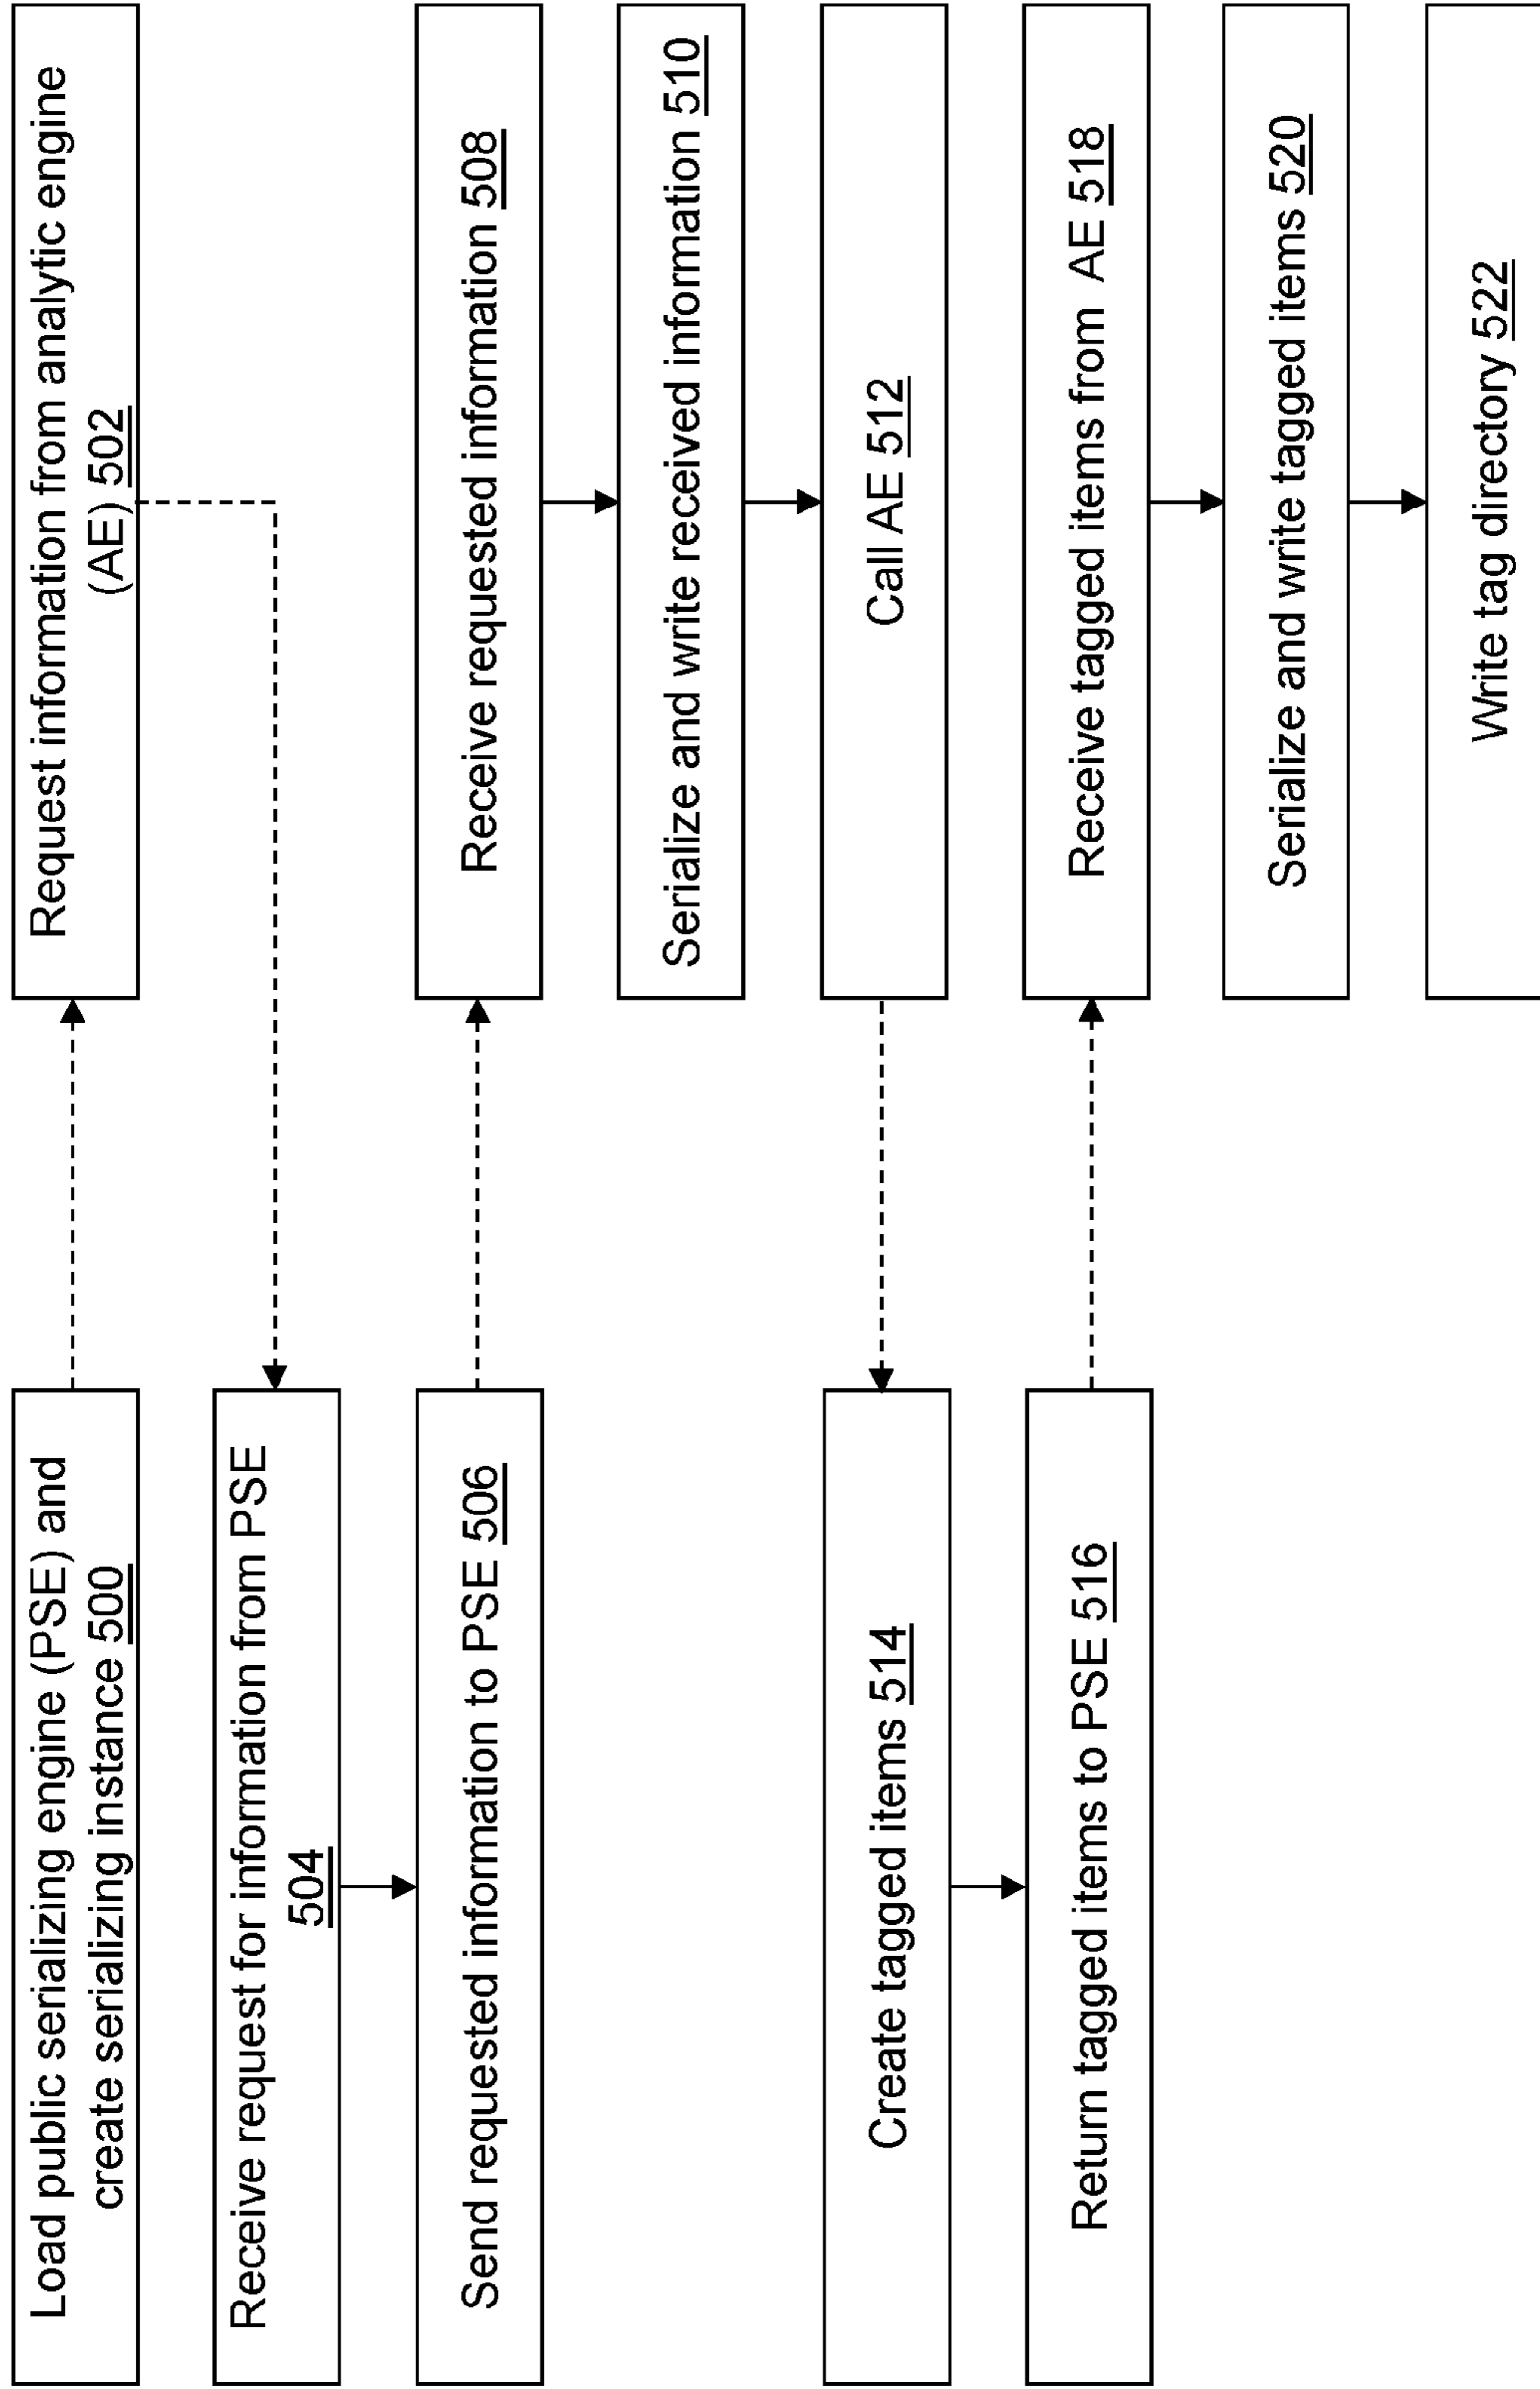 Load public serializing engine (PSE) and
create serializing instance 500
Request information from analytic engine
(AE) 502
Receive request for information from PSE
504
Send requested information to PSE 506
Receive requested information 508
Serialize and write received information 510
Call AE 512
Create tagged items 514
Return tagged items to PSE 516
Receive tagged items from AE 518
Serialize and write tagged items 520
Write tag directory 522